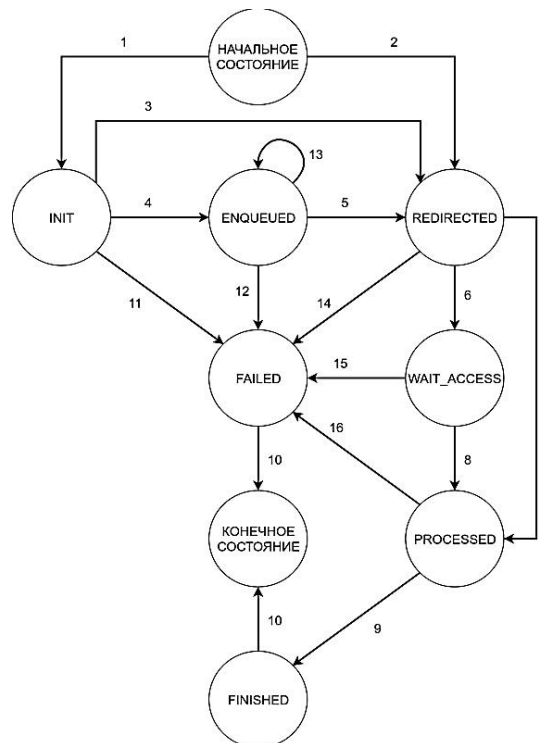 НАЧАЛЬНОЕ
СОСТОЯНИЕ
1
2
3
13
INIT
4
ENQUEUED
5
REDIRECTED
11
12
14
6
FAILED
15
WAIT_ACCESS
10
16
8
КОНЕЧНОЕ
СОСТОЯНИЕ
PROCESSED
10
9
FINISHED